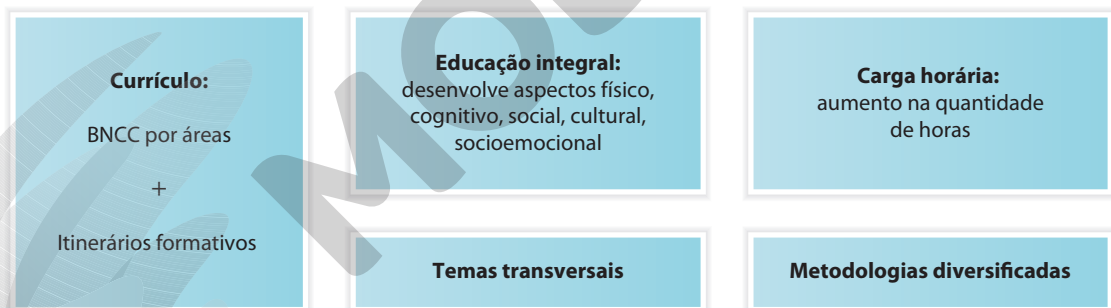 Currículo:
BNCC por áreas
+
Itinerários formativos
Educação integral:
desenvolve aspectos físico,
cognitivo, social, cultural,
socioemocional
Carga horária:
aumento na quantidade
de horas
Temas transversais
Metodologias diversificadas